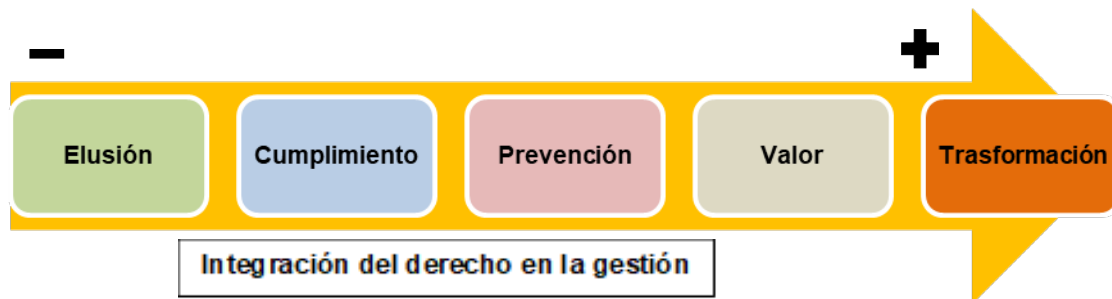 − +
Elusión
Cumplimiento
Prevención
Valor
Trasformación
Integración del derecho en la gestión